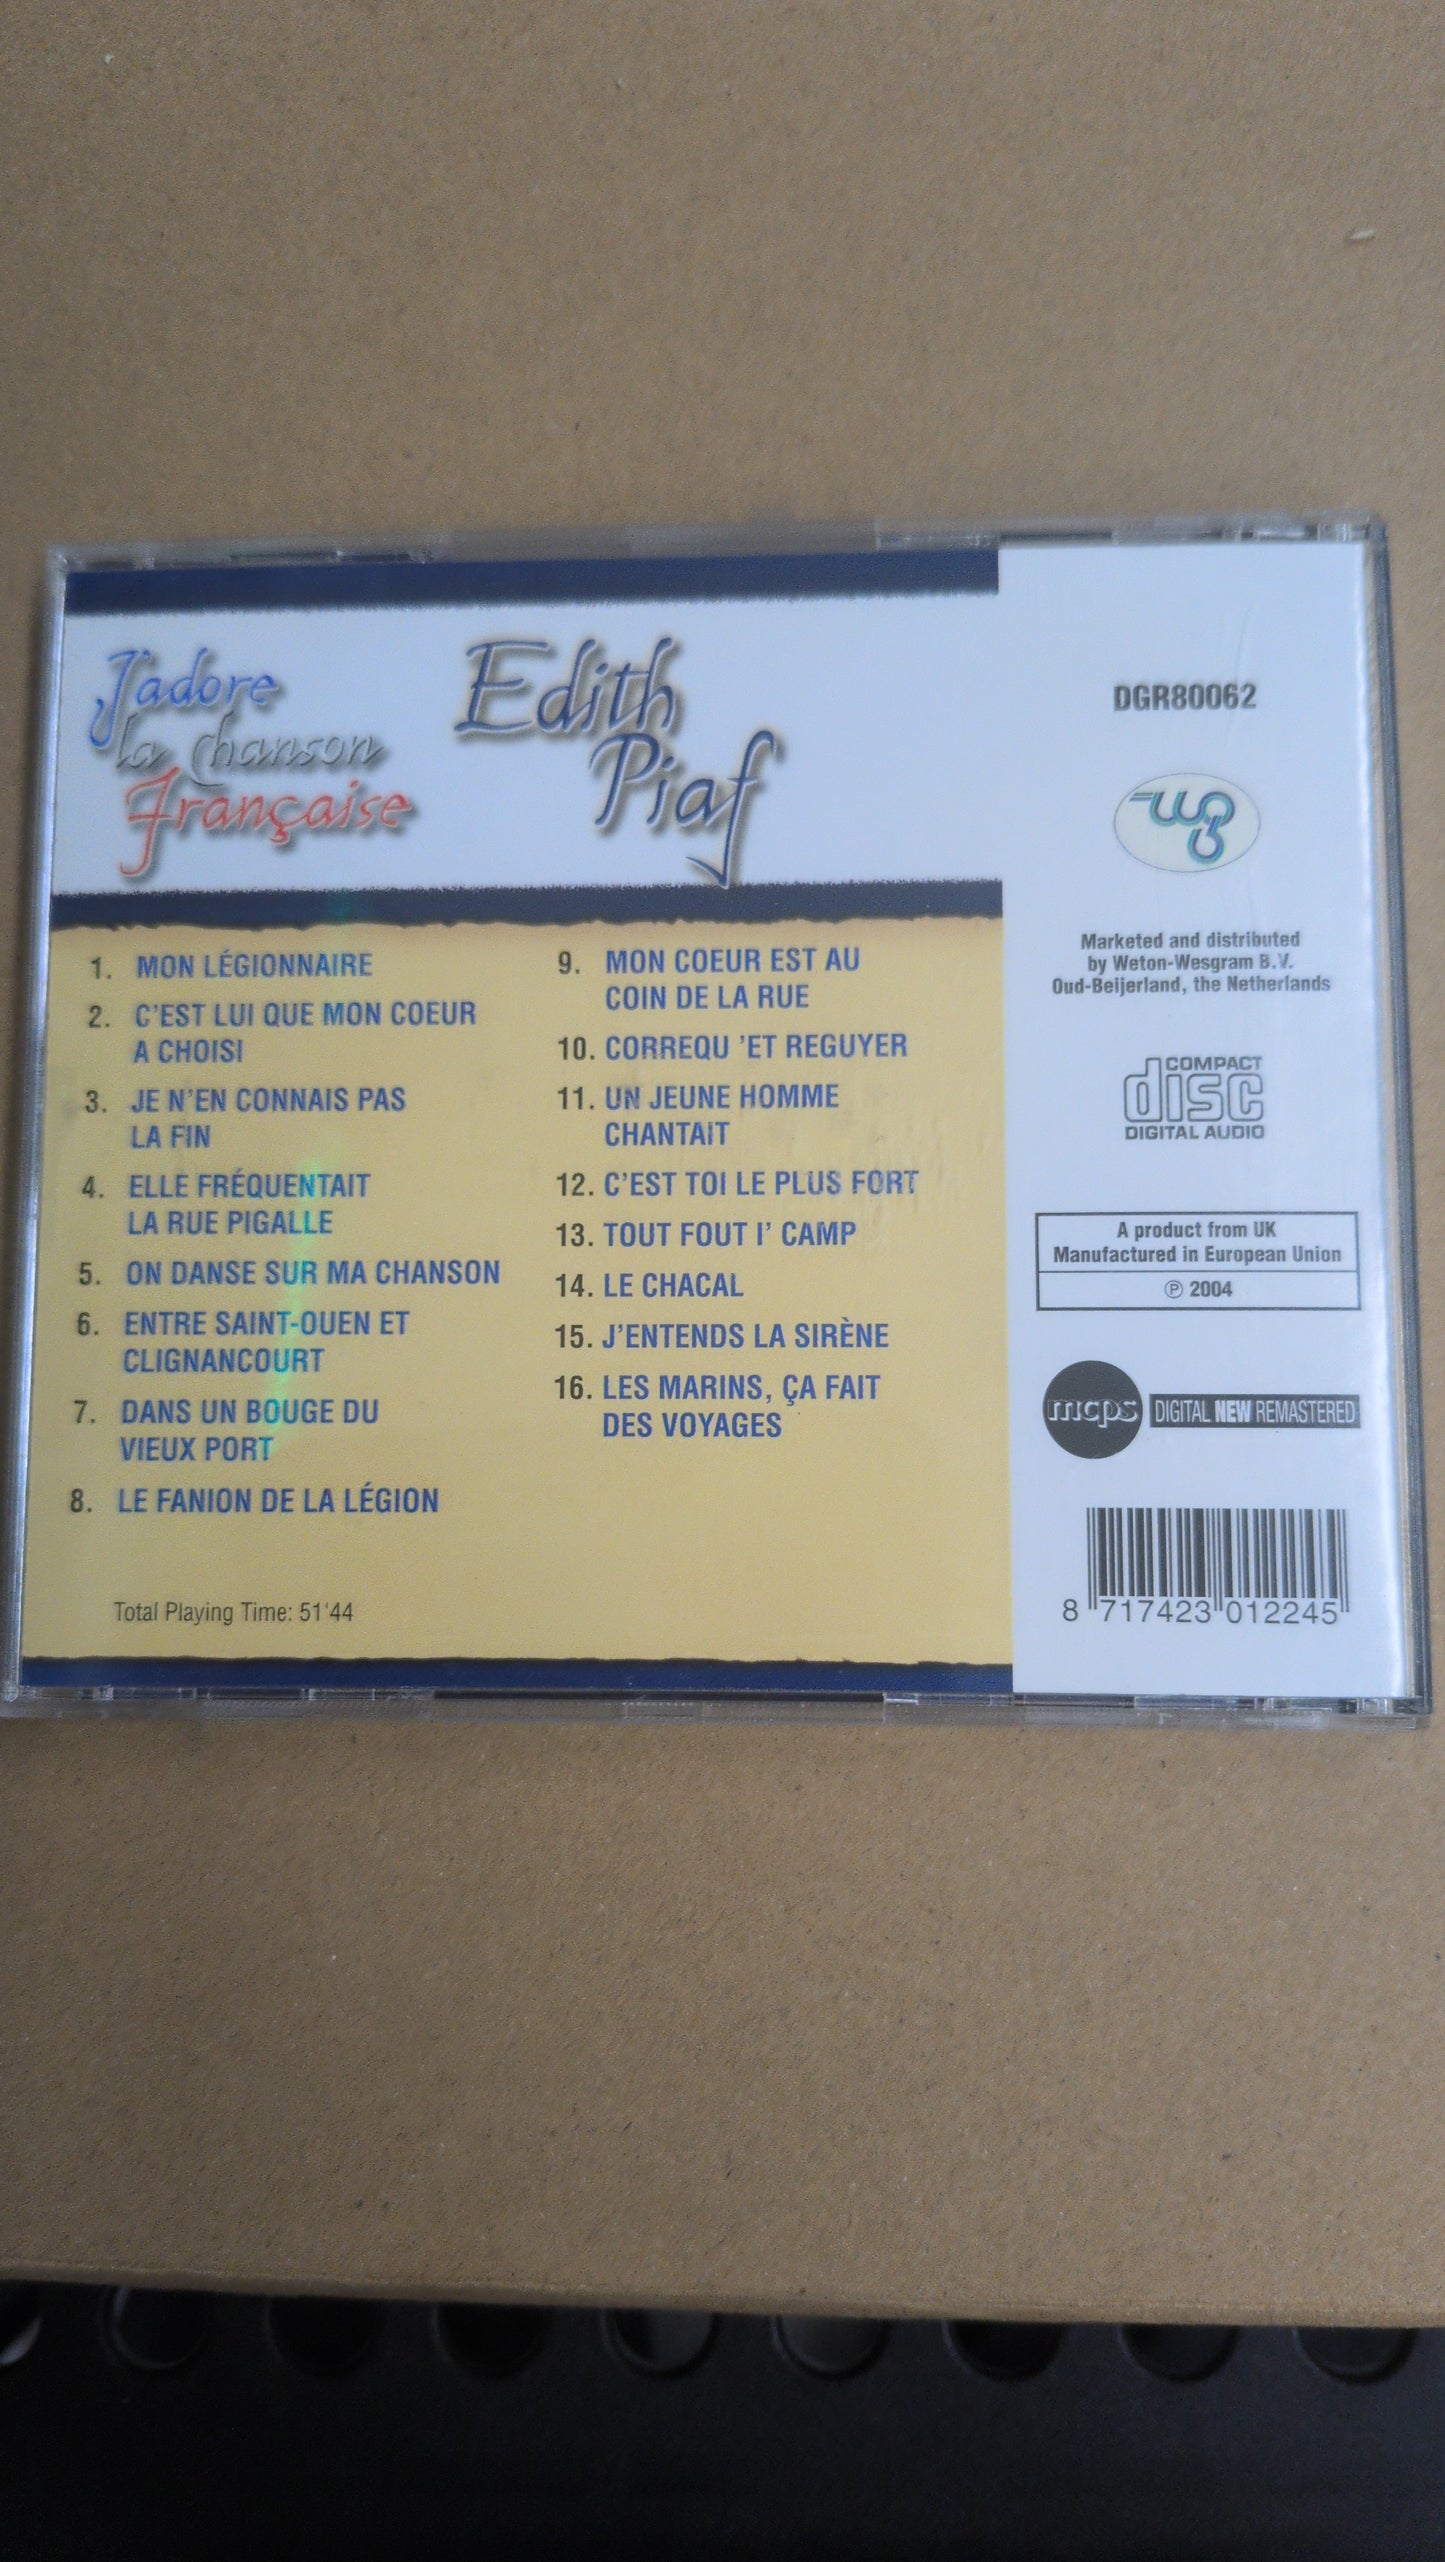 J'adore
la chanson
Française
Edith
Piaf
1. MON LÉGIONNAIRE
2. C'EST LUI QUE MON COEUR
A CHOISI
3. JE N'EN CONNAIS PAS
LA FIN
4. ELLE FRÉQUENTAIT
LA RUE PIGALLE
5. ON DANSE SUR MA CHANSON
6. ENTRE SAINT-OUEN ET
CLIGNANCOURT
7. DANS UN BOUGE DU
VIEUX PORT
8. LE FANION DE LA LÉGION
9. MON COEUR EST AU
COIN DE LA RUE
10. CORREQU 'ET REGUYER
11. UN JEUNE HOMME
CHANTAIT
12. C'EST TOI LE PLUS FORT
13. TOUT FOUT I' CAMP
14. LE CHACAL
15. J'ENTENDS LA SIRÈNE
16. LES MARINS, ÇA FAIT
DES VOYAGES
Total Playing Time: 51'44
DGR80062
wg
Marketed and distributed
by Weton-Wesgram B.V.
Oud-Beijerland, the Netherlands
COMPACT
disc
DIGITAL AUDIO
A product from UK
Manufactured in European Union
℗ 2004
mcps DIGITAL NEW REMASTERED
8 717423 012245